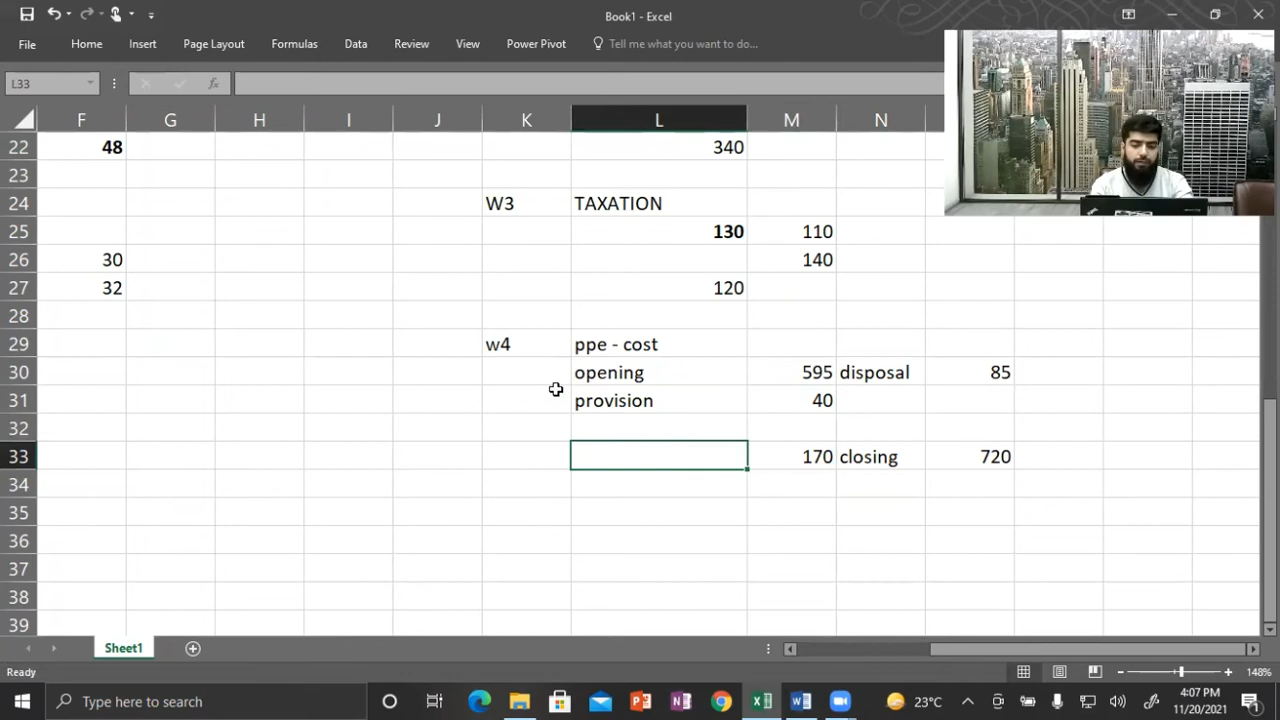 Book1 - Excel
File Home Insert Page Layout Formulas Data Review View Power Pivot Tell me what you want to do...
L33 fx
F G H I J K L M N
22 48 340
23
24 W3 TAXATION
25 130 110
26 30 140
27 32 120
28
29 w4 ppe - cost
30 opening 595 disposal 85
31 provision 40
32
33 170 closing 720
34
35
36
37
38
39
Sheet1
Ready 148%
Type here to search 23°C 4:07 PM
11/20/2021